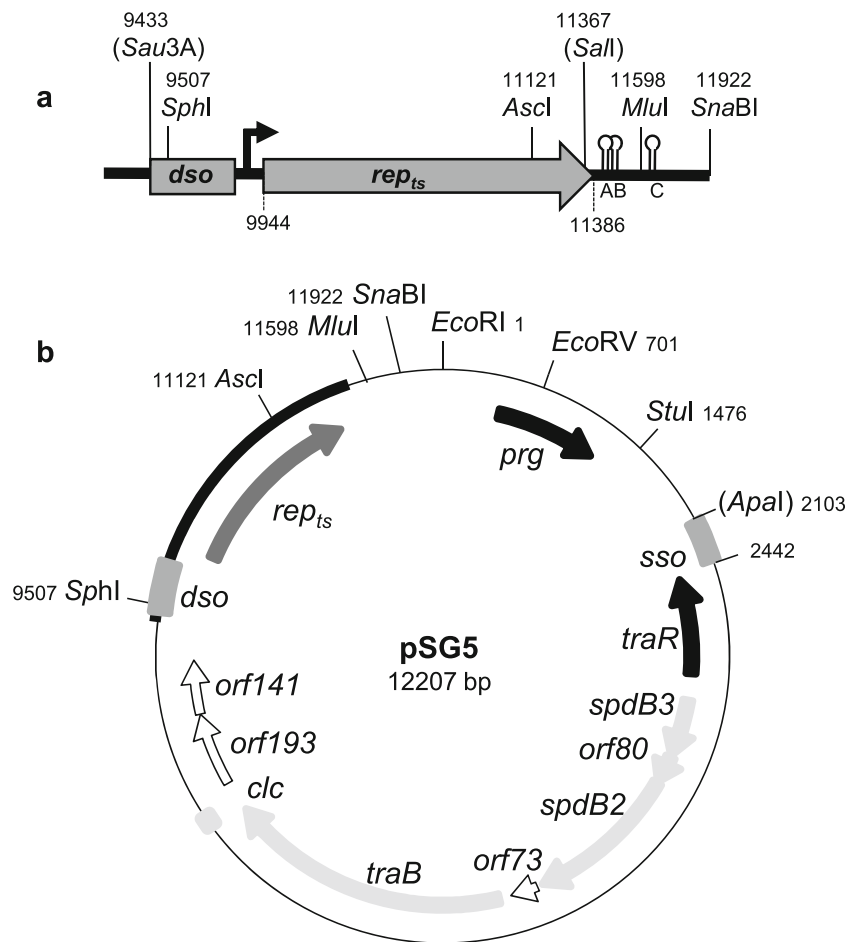 a
9433
(Sau3A)
9507
SphI
11121
AscI
11367
(SalI)
11598
MluI
11922
SnaBI
dso
rep_ts
A B
C
9944
11386
b
11922 SnaBI
11598 MluI
11121 AscI
EcoRI 1
EcoRV 701
StuI 1476
(ApaI) 2103
2442
prg
rep_ts
9507 SphI
dso
sso
traR
pSG5
12207 bp
orf141
orf193
clc
spdB3
orf80
spdB2
orf73
traB